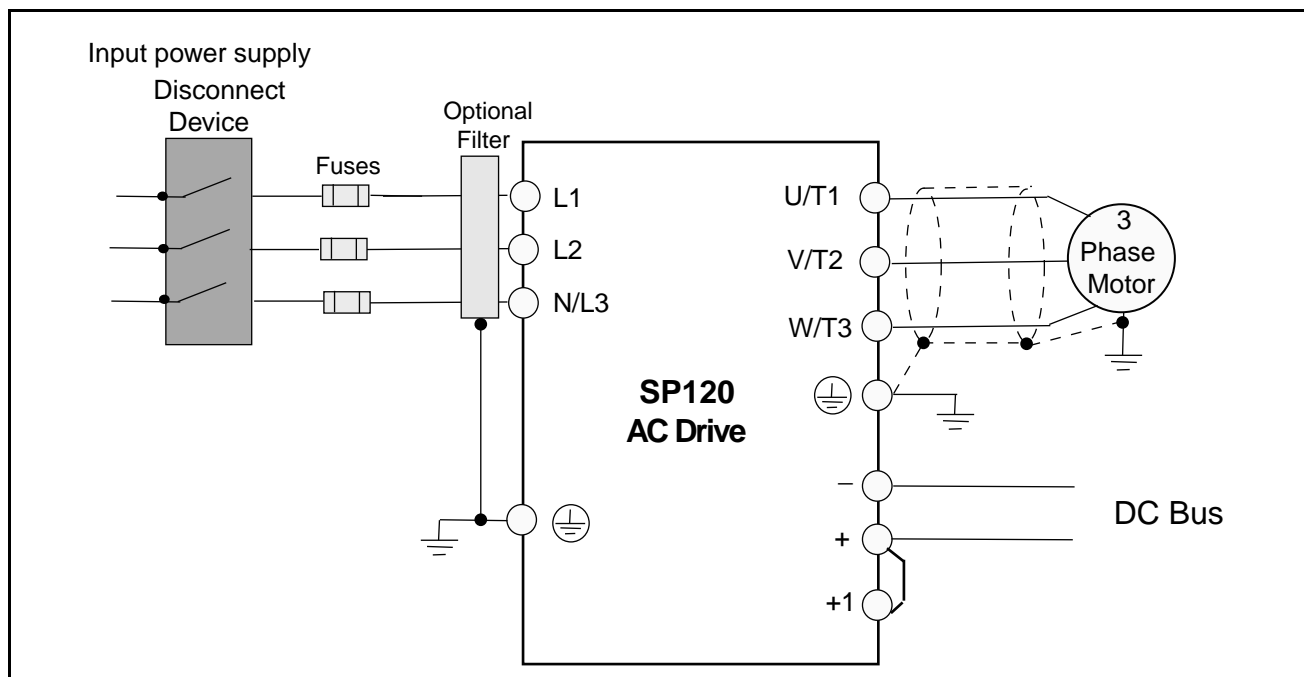 Input power supply
Disconnect
Device
Optional
Filter
Fuses
L1
L2
N/L3
U/T1
V/T2
W/T3
3
Phase
Motor
SP120
AC Drive
–
+
+1
DC Bus